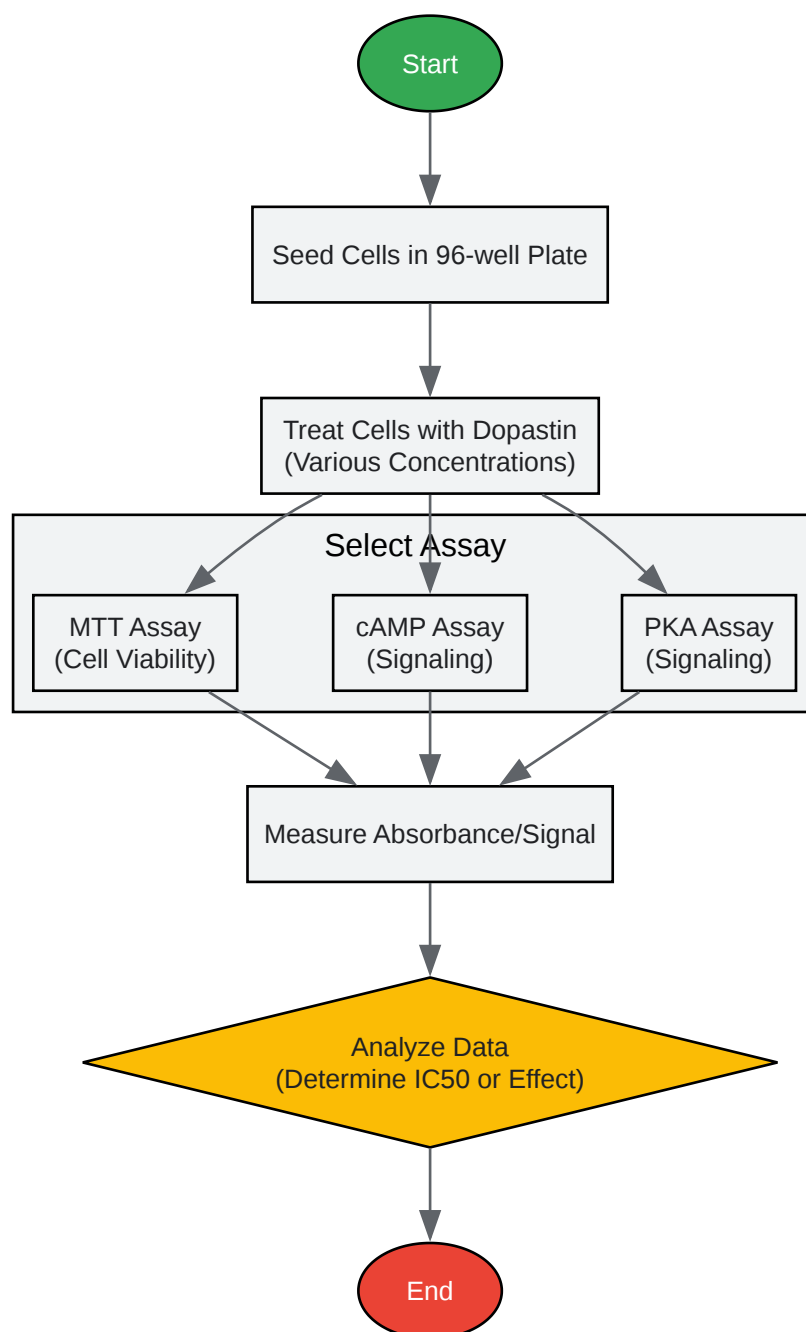 Start
Seed Cells in 96-well Plate
Treat Cells with Dopastin
(Various Concentrations)
Select Assay
MTT Assay
(Cell Viability)
cAMP Assay
(Signaling)
PKA Assay
(Signaling)
Measure Absorbance/Signal
Analyze Data
(Determine IC50 or Effect)
End